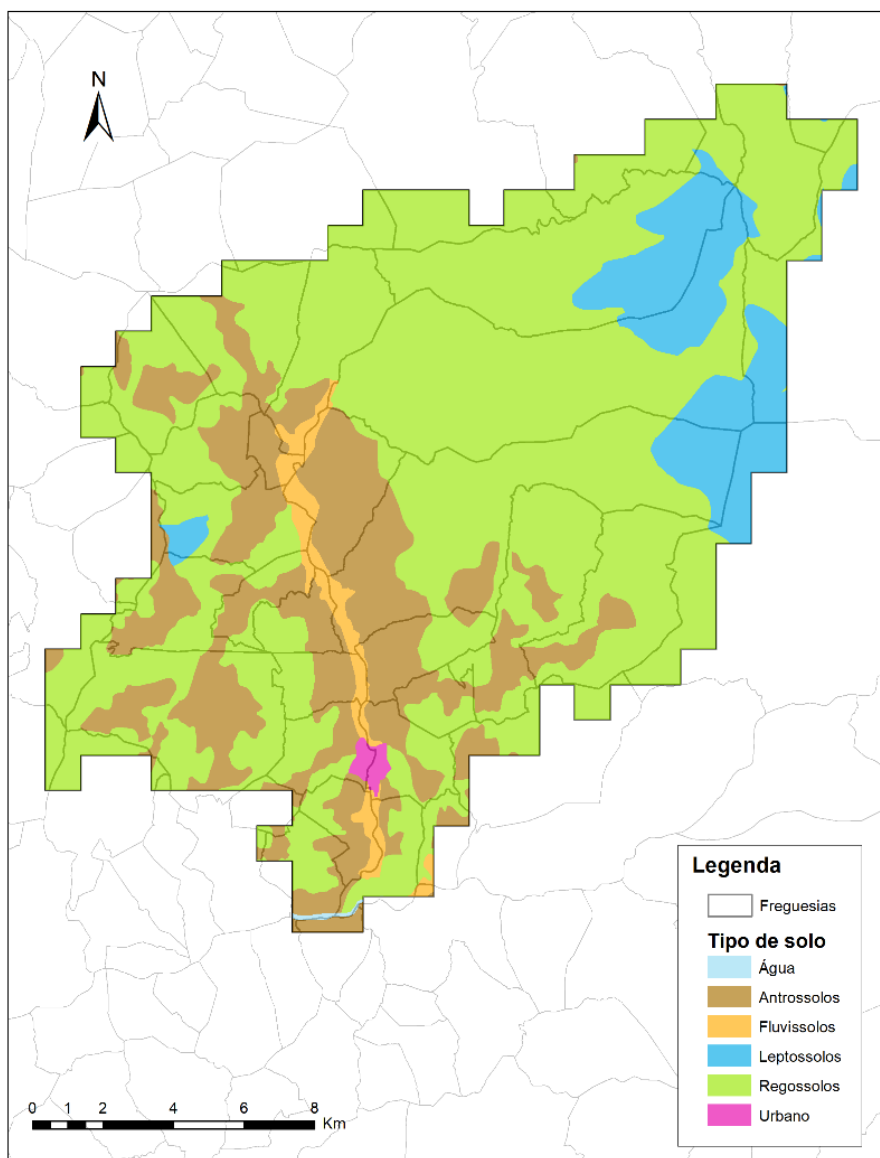 N
Legenda
Freguesias
Tipo de solo
Água
Antrossolos
Fluvissolos
Leptossolos
Regossolos
Urbano
0 1 2 4 6 8
Km